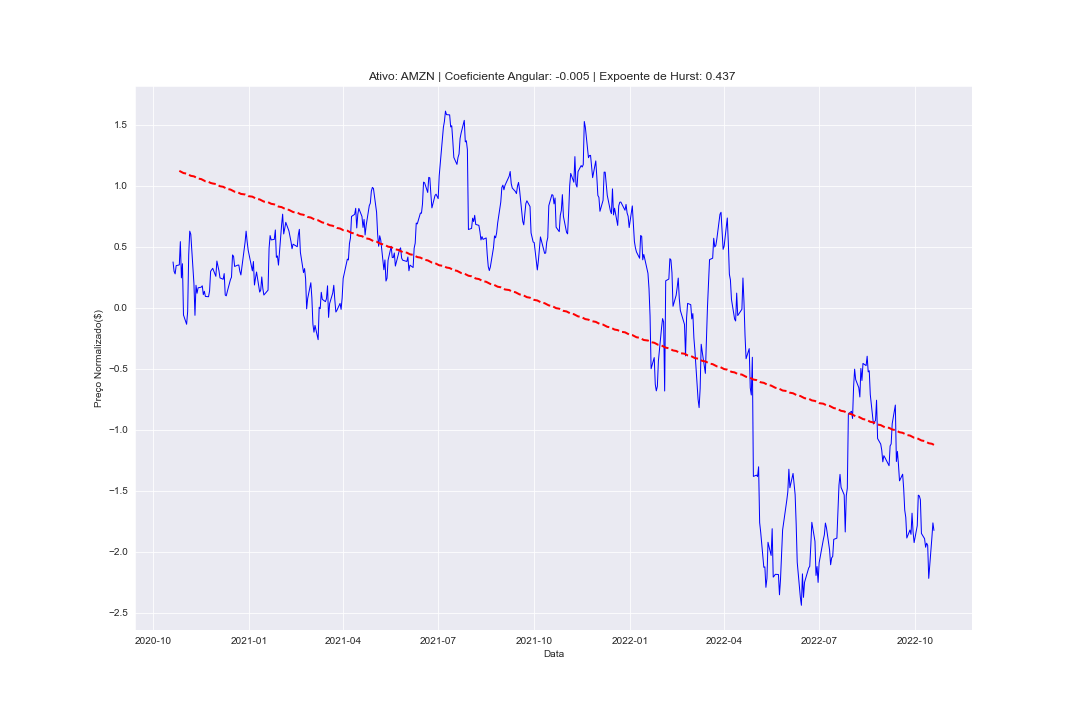 Ativo: AMZN | Coeficiente Angular: -0.005 | Expoente de Hurst: 0.437
Preço Normalizado($)
1.5
1.0
0.5
0.0
−0.5
−1.0
−1.5
−2.0
−2.5
2020-10 2021-01 2021-04 2021-07 2021-10 2022-01 2022-04 2022-07 2022-10
Data